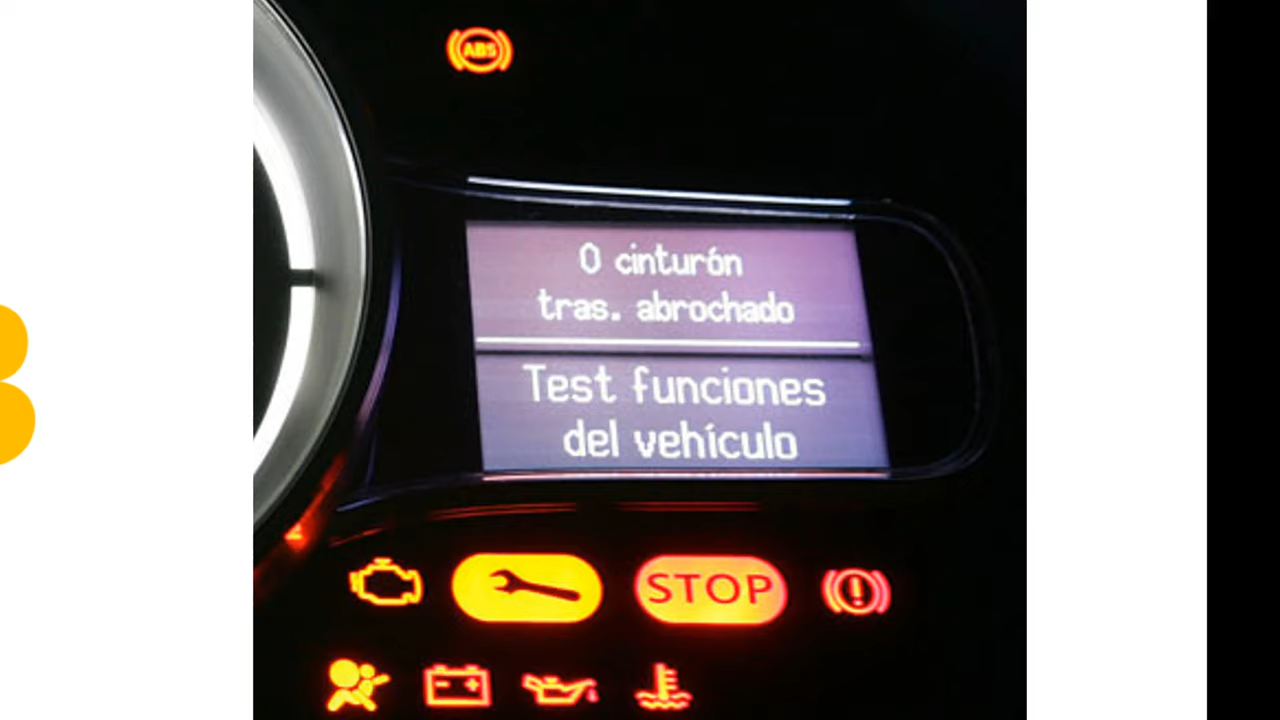 ABS
0 cinturón
tras. abrochado
Test funciones
del vehículo
STOP